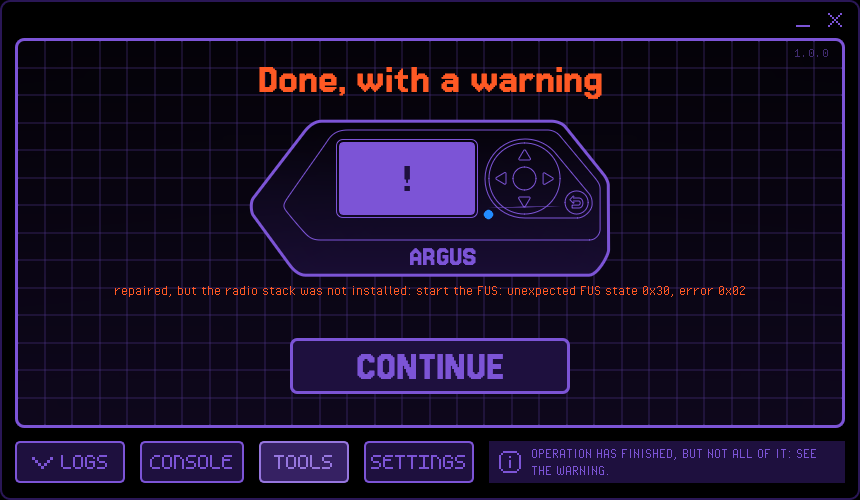 1.0.0
Done, with a warning
!
ARGUS
repaired, but the radio stack was not installed: start the FUS: unexpected FUS state 0x30, error 0x02
CONTINUE
LOGS
CONSOLE
TOOLS
SETTINGS
OPERATION HAS FINISHED, BUT NOT ALL OF IT: SEE
THE WARNING.